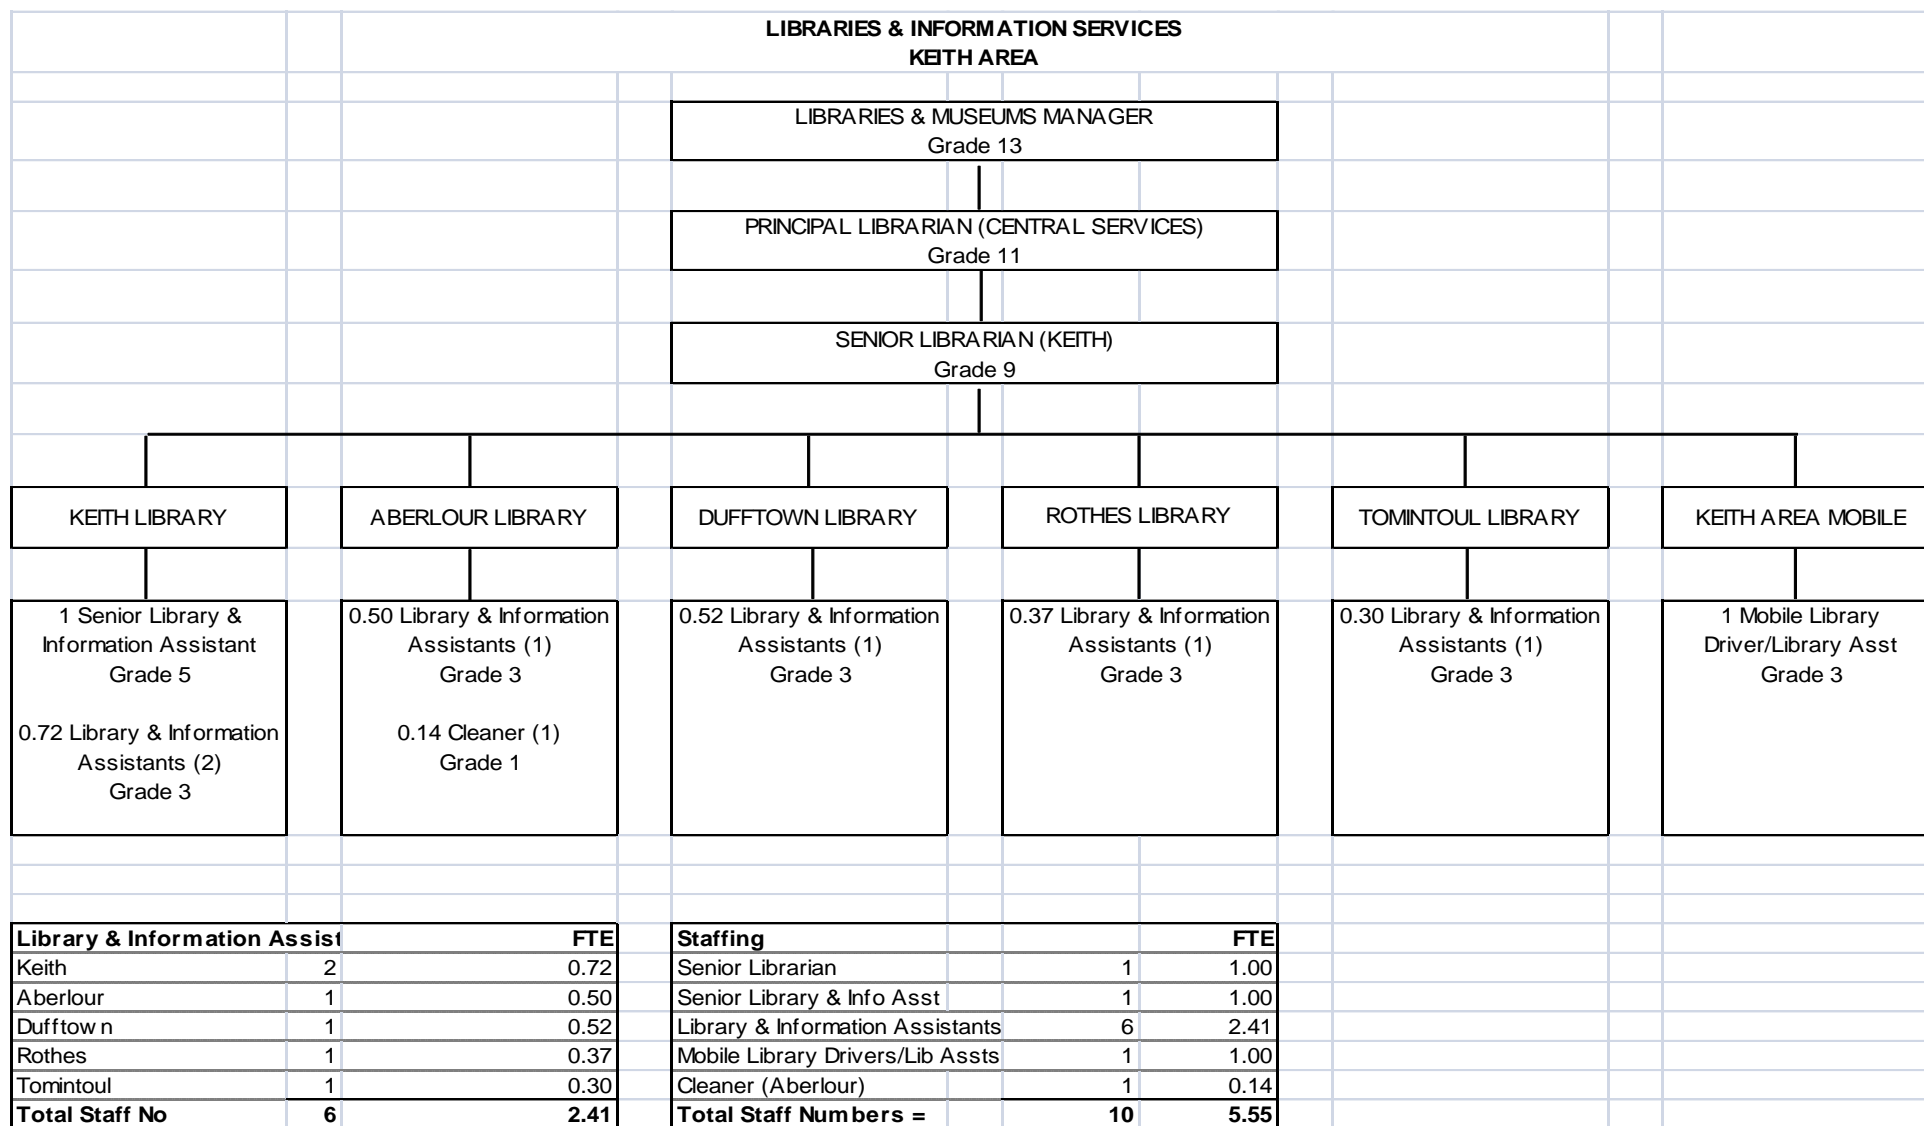 LIBRARIES & INFORMATION SERVICES
KEITH AREA
LIBRARIES & MUSEUMS MANAGER
Grade 13
PRINCIPAL LIBRARIAN (CENTRAL SERVICES)
Grade 11
SENIOR LIBRARIAN (KEITH)
Grade 9
KEITH LIBRARY
1 Senior Library &
Information Assistant
Grade 5
0.72 Library & Information
Assistants (2)
Grade 3
ABERLOUR LIBRARY
0.50 Library & Information
Assistants (1)
Grade 3
0.14 Cleaner (1)
Grade 1
DUFFTOWN LIBRARY
0.52 Library & Information
Assistants (1)
Grade 3
ROTHES LIBRARY
0.37 Library & Information
Assistants (1)
Grade 3
TOMINTOUL LIBRARY
0.30 Library & Information
Assistants (1)
Grade 3
KEITH AREA MOBILE
1 Mobile Library
Driver/Library Asst
Grade 3
Library & Information Assist FTE
Keith 2 0.72
Aberlour 1 0.50
Dufftown 1 0.52
Rothes 1 0.37
Tomintoul 1 0.30
Total Staff No 6 2.41
Staffing FTE
Senior Librarian 1 1.00
Senior Library & Info Asst 1 1.00
Library & Information Assistants 6 2.41
Mobile Library Drivers/Lib Assts 1 1.00
Cleaner (Aberlour) 1 0.14
Total Staff Numbers = 10 5.55